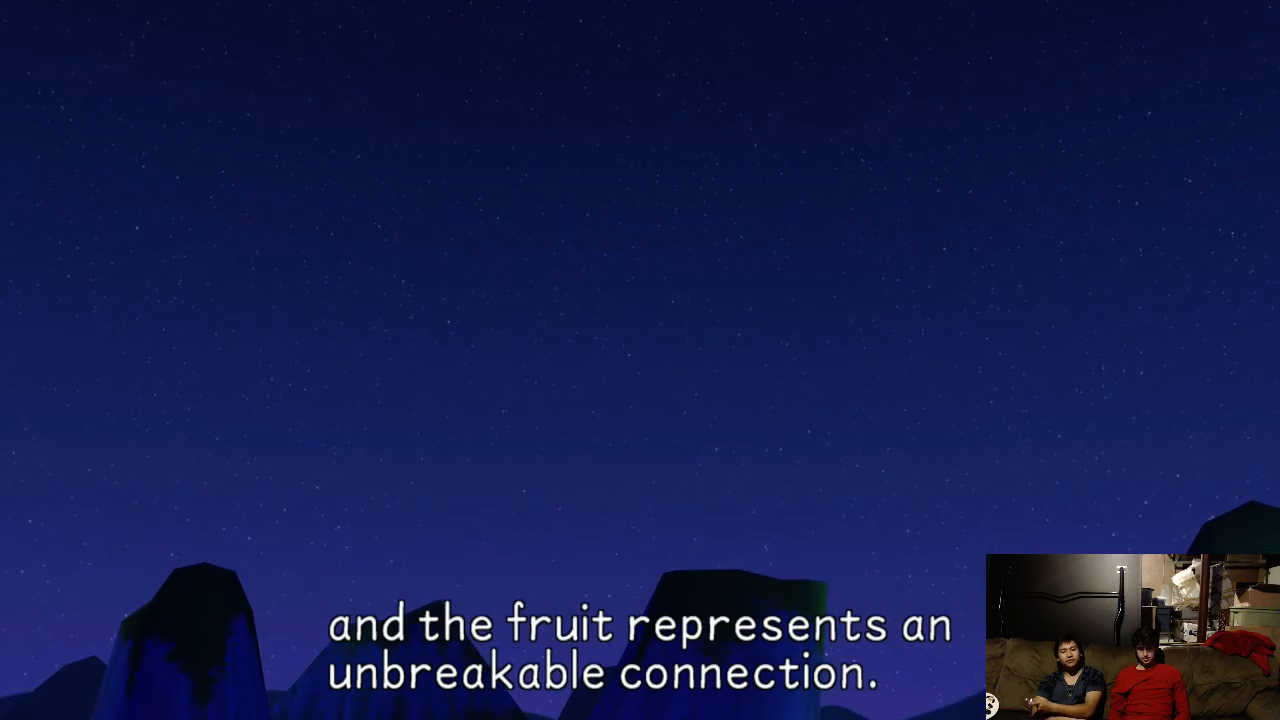 and the fruit represents an
unbreakable connection.